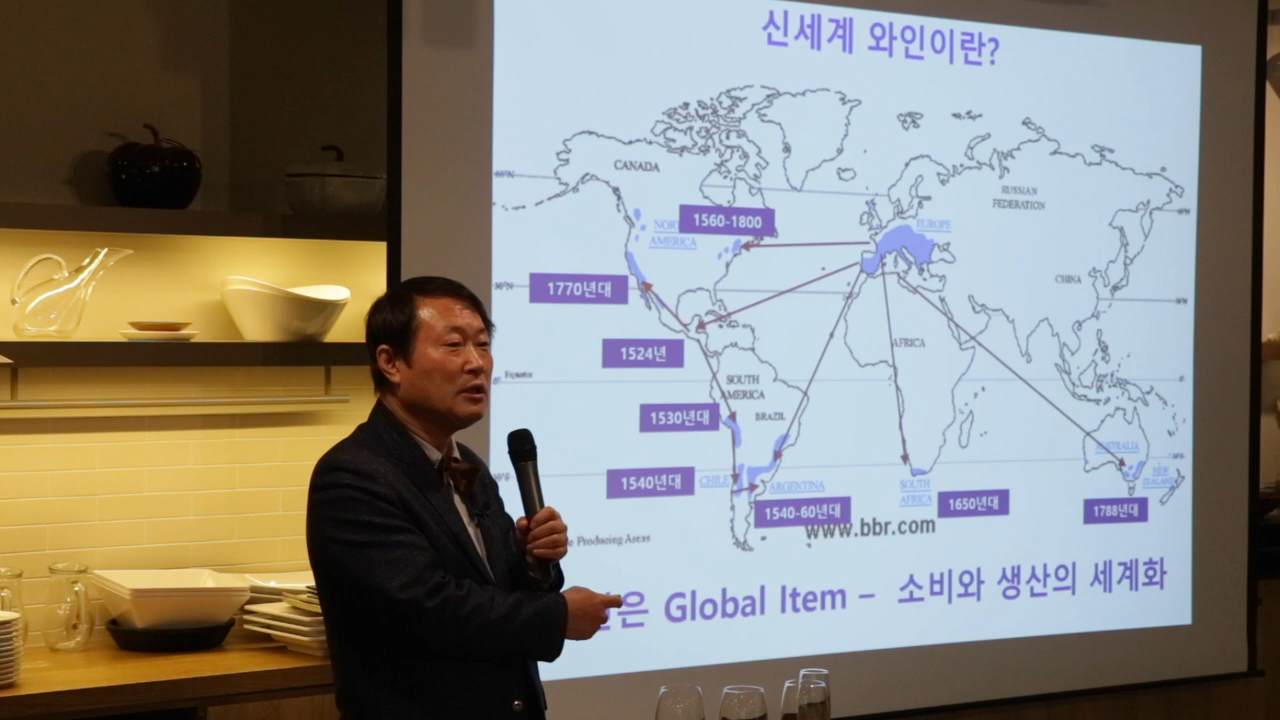 신세계 와인이란?
CANADA
RUSSIAN
FEDERATION
1560-1800
AMERICA
EUROPE
1770년대
CHINA
1524년
AFRICA
Equator
SOUTH
AMERICA
BRAZIL
1530년대
1540년대
CHILE
ARGENTINA
1540-60년대
SOUTH
AFRICA
1650년대
AUSTRALIA
NEW
ZEALAND
1788년대
www.bbr.com
Producing Areas
은 Global Item – 소비와 생산의 세계화